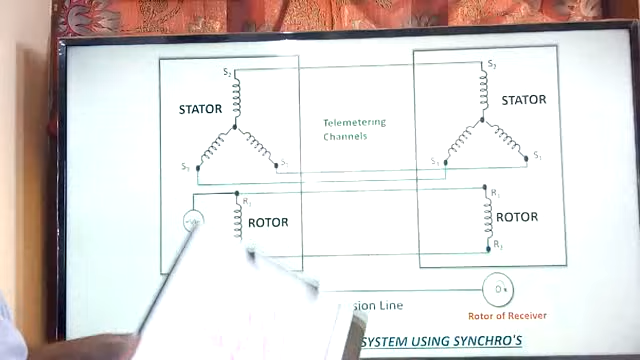 S₂
S₂
STATOR
STATOR
Telemetering
Channels
S₃
S₁
S₃
S₁
R₁
R₁
ROTOR
ROTOR
R₂
sion Line
Rotor of Receiver
SYSTEM USING SYNCHRO'S